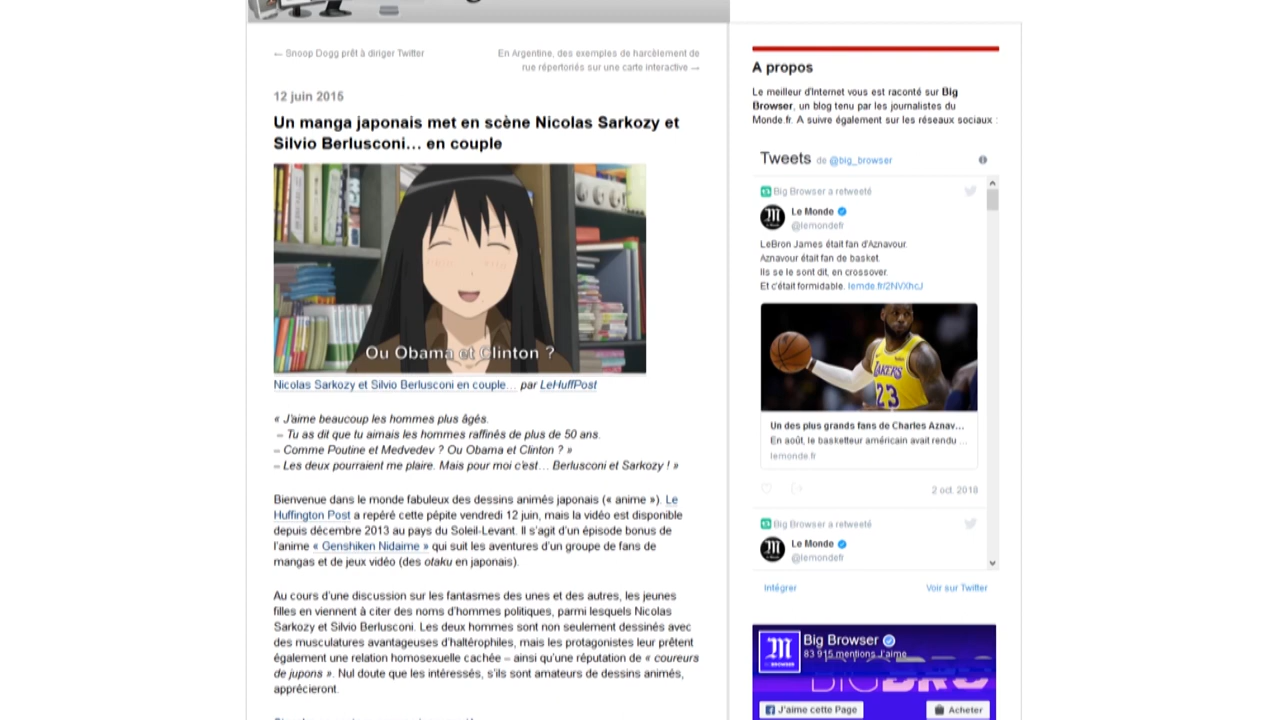 ← Snoop Dogg prêt à diriger Twitter
En Argentine, des exemples de harcèlement de
rue répertoriés sur une carte interactive →
12 juin 2015
Un manga japonais met en scène Nicolas Sarkozy et
Silvio Berlusconi… en couple
Ou Obama et Clinton ?
Nicolas Sarkozy et Silvio Berlusconi en couple… par LeHuffPost
« J'aime beaucoup les hommes plus âgés.
– Tu as dit que tu aimais les hommes raffinés de plus de 50 ans.
– Comme Poutine et Medvedev ? Ou Obama et Clinton ? »
– Les deux pourraient me plaire. Mais pour moi c'est… Berlusconi et Sarkozy ! »
Bienvenue dans le monde fabuleux des dessins animés japonais (« anime »). Le
Huffington Post a repéré cette pépite vendredi 12 juin, mais la vidéo est disponible
depuis décembre 2013 au pays du Soleil-Levant. Il s'agit d'un épisode bonus de
l'anime « Genshiken Nidaime » qui suit les aventures d'un groupe de fans de
mangas et de jeux vidéo (des otaku en japonais).
Au cours d'une discussion sur les fantasmes des unes et des autres, les jeunes
filles en viennent à citer des noms d'hommes politiques, parmi lesquels Nicolas
Sarkozy et Silvio Berlusconi. Les deux hommes sont non seulement dessinés avec
des musculatures avantageuses d'haltérophiles, mais les protagonistes leur prêtent
également une relation homosexuelle cachée – ainsi qu'une réputation de « coureurs
de jupons ». Nul doute que les intéressés, s'ils sont amateurs de dessins animés,
apprécieront.
A propos
Le meilleur d'Internet vous est raconté sur Big
Browser, un blog tenu par les journalistes du
Monde.fr. A suivre également sur les réseaux sociaux :
Tweets de @big_browser
Big Browser a retweeté
Le Monde
@lemondefr
LeBron James était fan d'Aznavour.
Aznavour était fan de basket.
Ils se le sont dit, en crossover.
Et c'était formidable. lemde.fr/2NVXhcJ
LAKERS
23
Un des plus grands fans de Charles Aznav…
En août, le basketteur américain avait rendu …
lemonde.fr
2 oct. 2018
Big Browser a retweeté
Le Monde
@lemondefr
Intégrer
Voir sur Twitter
M
BROWSER
Big Browser
83 915 mentions J'aime
J'aime cette Page
Acheter